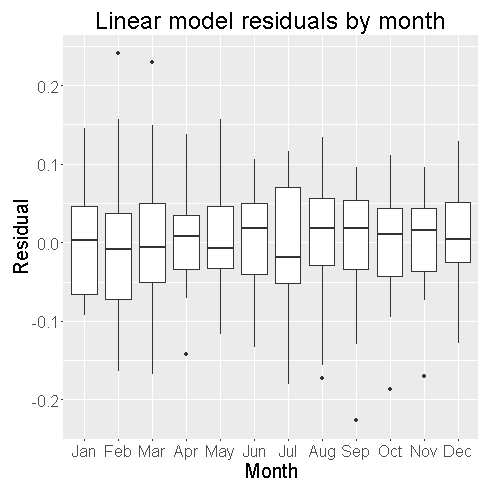 Linear model residuals by month
Residual
0.2
0.1
0.0
-0.1
-0.2
Jan Feb Mar Apr May Jun Jul Aug Sep Oct Nov Dec
Month